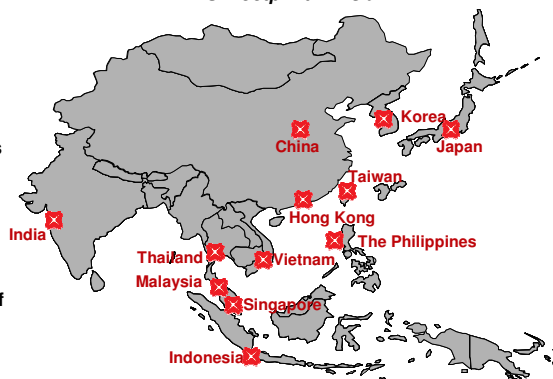 Korea
China
Japan
Taiwan
Hong Kong
India
The Philippines
Thailand
Vietnam
Malaysia
Singapore
Indonesia